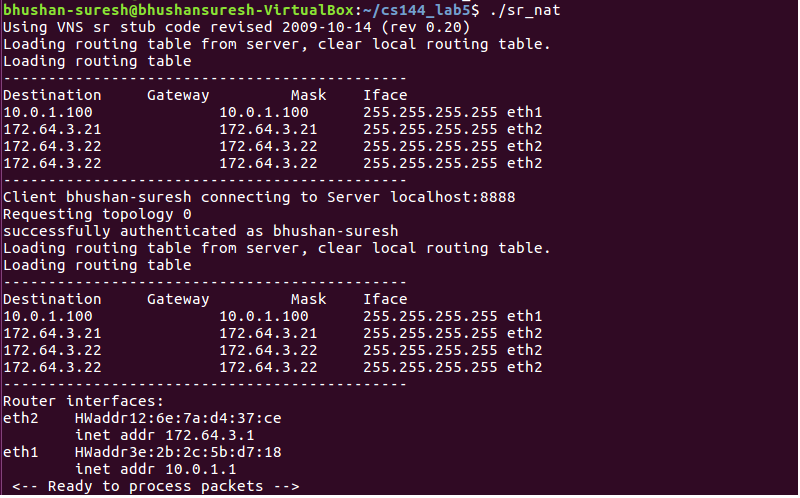 bhushan-suresh@bhushansuresh-VirtualBox:~/cs144_lab5$ ./sr_nat
Using VNS sr stub code revised 2009-10-14 (rev 0.20)
Loading routing table from server, clear local routing table.
Loading routing table
---------------------------------------------
Destination     Gateway         Mask    Iface
10.0.1.100              10.0.1.100      255.255.255.255 eth1
172.64.3.21             172.64.3.21     255.255.255.255 eth2
172.64.3.22             172.64.3.22     255.255.255.255 eth2
172.64.3.22             172.64.3.22     255.255.255.255 eth2
---------------------------------------------
Client bhushan-suresh connecting to Server localhost:8888
Requesting topology 0
successfully authenticated as bhushan-suresh
Loading routing table from server, clear local routing table.
Loading routing table
---------------------------------------------
Destination     Gateway         Mask    Iface
10.0.1.100              10.0.1.100      255.255.255.255 eth1
172.64.3.21             172.64.3.21     255.255.255.255 eth2
172.64.3.22             172.64.3.22     255.255.255.255 eth2
172.64.3.22             172.64.3.22     255.255.255.255 eth2
---------------------------------------------
Router interfaces:
eth2    HWaddr12:6e:7a:d4:37:ce
        inet addr 172.64.3.1
eth1    HWaddr3e:2b:2c:5b:d7:18
        inet addr 10.0.1.1
 <-- Ready to process packets -->